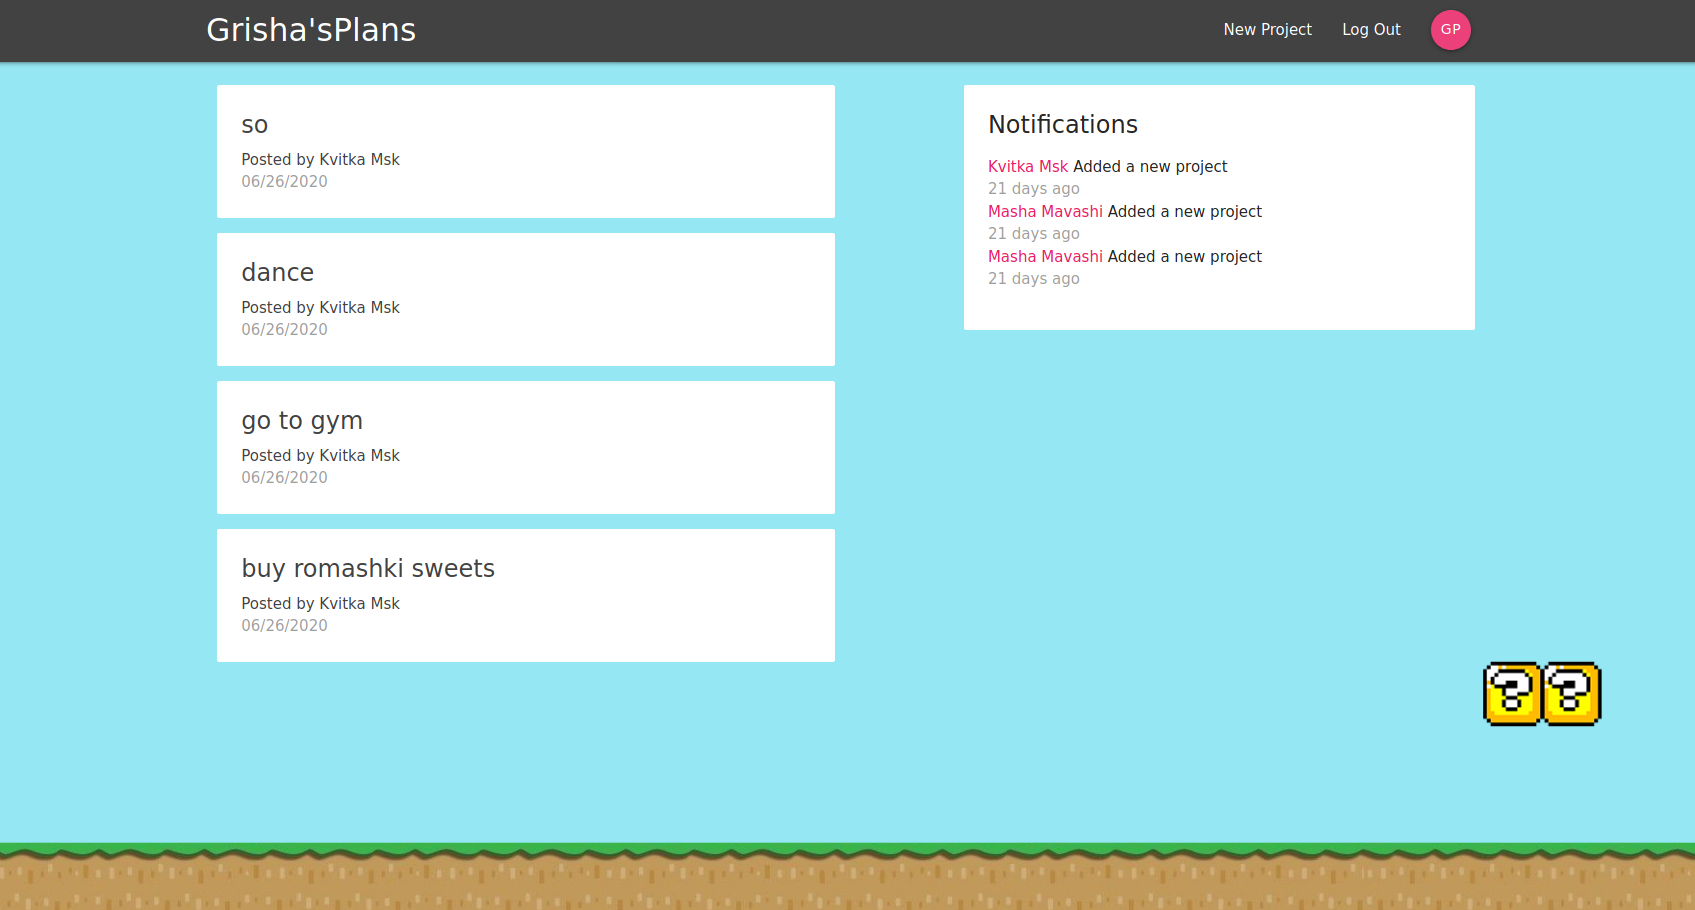 Grisha'sPlans
New Project
Log Out
GP
so
Posted by Kvitka Msk
06/26/2020
dance
Posted by Kvitka Msk
06/26/2020
go to gym
Posted by Kvitka Msk
06/26/2020
buy romashki sweets
Posted by Kvitka Msk
06/26/2020
Notifications
Kvitka Msk Added a new project
21 days ago
Masha Mavashi Added a new project
21 days ago
Masha Mavashi Added a new project
21 days ago
? ?